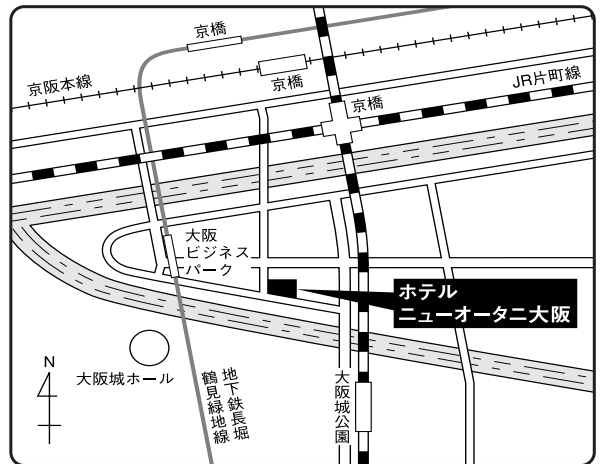 京橋
京阪本線
京橋
京橋
JR片町線
大阪
ビジネス
パーク
ホテル
ニューオータニ大阪
N
大阪城ホール
地下鉄長堀
鶴見緑地線
大阪城公園